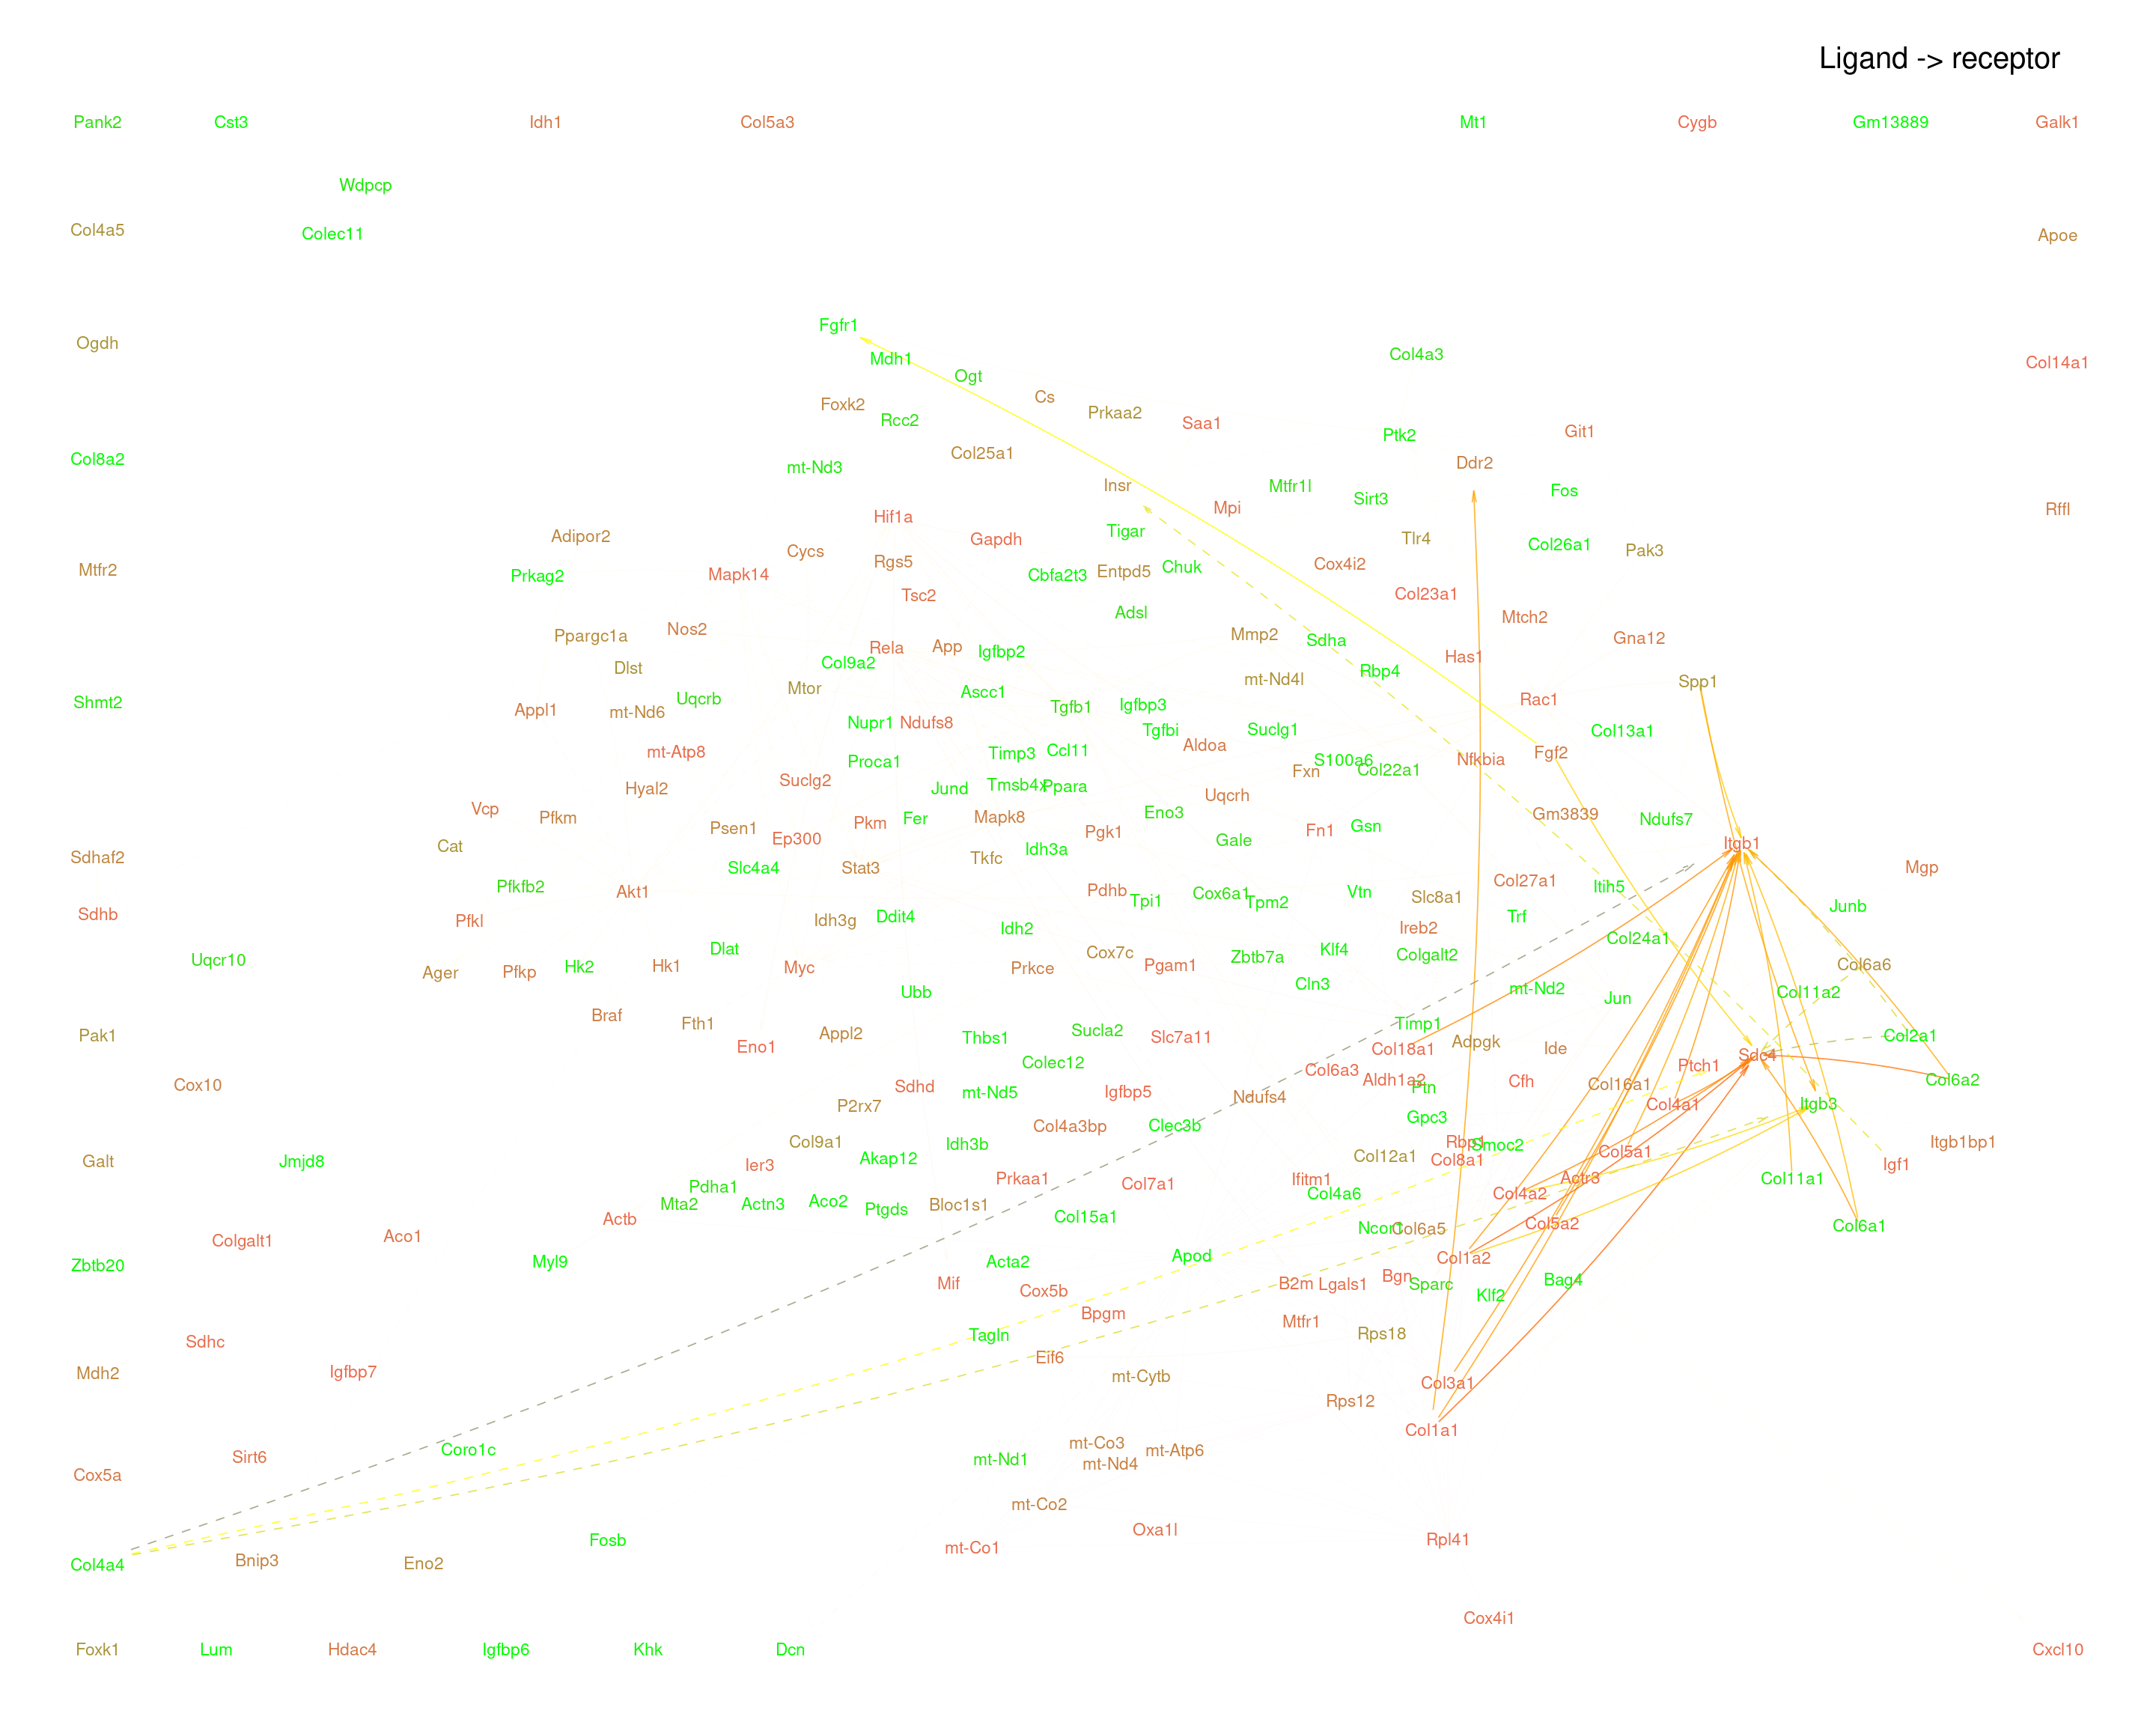 Ligand -> receptor
Pank2 Cst3 Idh1 Col5a3 Mt1 Cygb Gm13889 Galk1
Wdpcp
Col4a5 Colec11 Apoe
Fgfr1
Ogdh Mdh1 Col4a3 Col14a1
Ogt
Foxk2 Cs Prkaa2
Rcc2 Saa1 Ptk2 Git1
Col8a2 mt-Nd3 Col25a1 Ddr2
Insr Mtfr1l Sirt3 Fos
Hif1a Mpi Rffl
Adipor2 Cycs Gapdh Tigar Tlr4 Col26a1 Pak3
Mtfr2 Prkag2 Mapk14 Rgs5 Cbfa2t3 Entpd5 Chuk Cox4i2
Tsc2 Adsl Col23a1
Ppargc1a Nos2 Mmp2 Sdha Mtch2 Gna12
Dlst Col9a2 Rela App Igfbp2 Rbp4 Has1
Shmt2 Appl1 mt-Nd6 Uqcrb Mtor Ascc1 Tgfb1 Igfbp3 mt-Nd4l Rac1 Spp1
Nupr1 Ndufs8 Tgfbi Suclg1 Col13a1
mt-Atp8 Proca1 Timp3 Ccl11 Aldoa S100a6 Col22a1 Nfkbia Fgf2
Hyal2 Suclg2 Jund Tmsb4x Ppara Uqcrh Fxn
Vcp Pfkm Psen1 Ep300 Pkm Fer Mapk8 Pgk1 Eno3 Gale Fn1 Gsn Gm3839 Ndufs7
Sdhaf2 Cat Slc4a4 Stat3 Tkfc Idh3a Itgb1 Mgp
Pfkfb2 Akt1 Pdhb Tpi1 Cox6a1 Tpm2 Vtn Slc8a1 Col27a1 Itih5
Sdhb Pfkl Idh3g Ddit4 Idh2 Ireb2 Trf Junb
Uqcr10 Ager Pfkp Hk2 Hk1 Dlat Myc Prkce Cox7c Pgam1 Zbtb7a Klf4 Colgalt2 Col24a1 Col6a6
Ubb Cln3 mt-Nd2 Jun Col11a2
Pak1 Braf Fth1 Eno1 Appl2 Thbs1 Sucla2 Slc7a11 Timp1 Adpgk Ide Col2a1
Cox10 Sdhd Colec12 Col18a1 Col6a3 Aldh1a2 Ptn Cfh Col16a1 Ptch1 Sdc4 Col6a2
P2rx7 mt-Nd5 Igfbp5 Ndufs4 Gpc3 Col4a1 Itgb3
Galt Jmjd8 Ier3 Col9a1 Akap12 Idh3b Col4a3bp Clec3b Col12a1 Rbp1 Smoc2 Col8a1 Col5a1 Igf1 Itgb1bp1
Mta2 Pdha1 Actn3 Aco2 Ptgds Bloc1s1 Prkaa1 Col7a1 Ifitm1 Col4a6 Col4a2 Actr3 Col11a1
Colgalt1 Aco1 Actb Col15a1 Ncor1 Col6a5 Col5a2 Col6a1
Zbtb20 Myl9 Mif Acta2 Apod B2m Lgals1 Bgn Sparc Col1a2 Klf2 Bag4
Sdhc Tagln Cox5b Bpgm Mtfr1 Rps18
Mdh2 Igfbp7 Eif6 mt-Cytb Rps12 Col3a1
Cox5a Sirt6 Coro1c mt-Nd1 mt-Co3 mt-Nd4 mt-Atp6 Col1a1
mt-Co2
Col4a4 Bnip3 Eno2 Fosb mt-Co1 Oxa1l Rpl41
Cox4i1
Foxk1 Lum Hdac4 Igfbp6 Khk Dcn Cxcl10